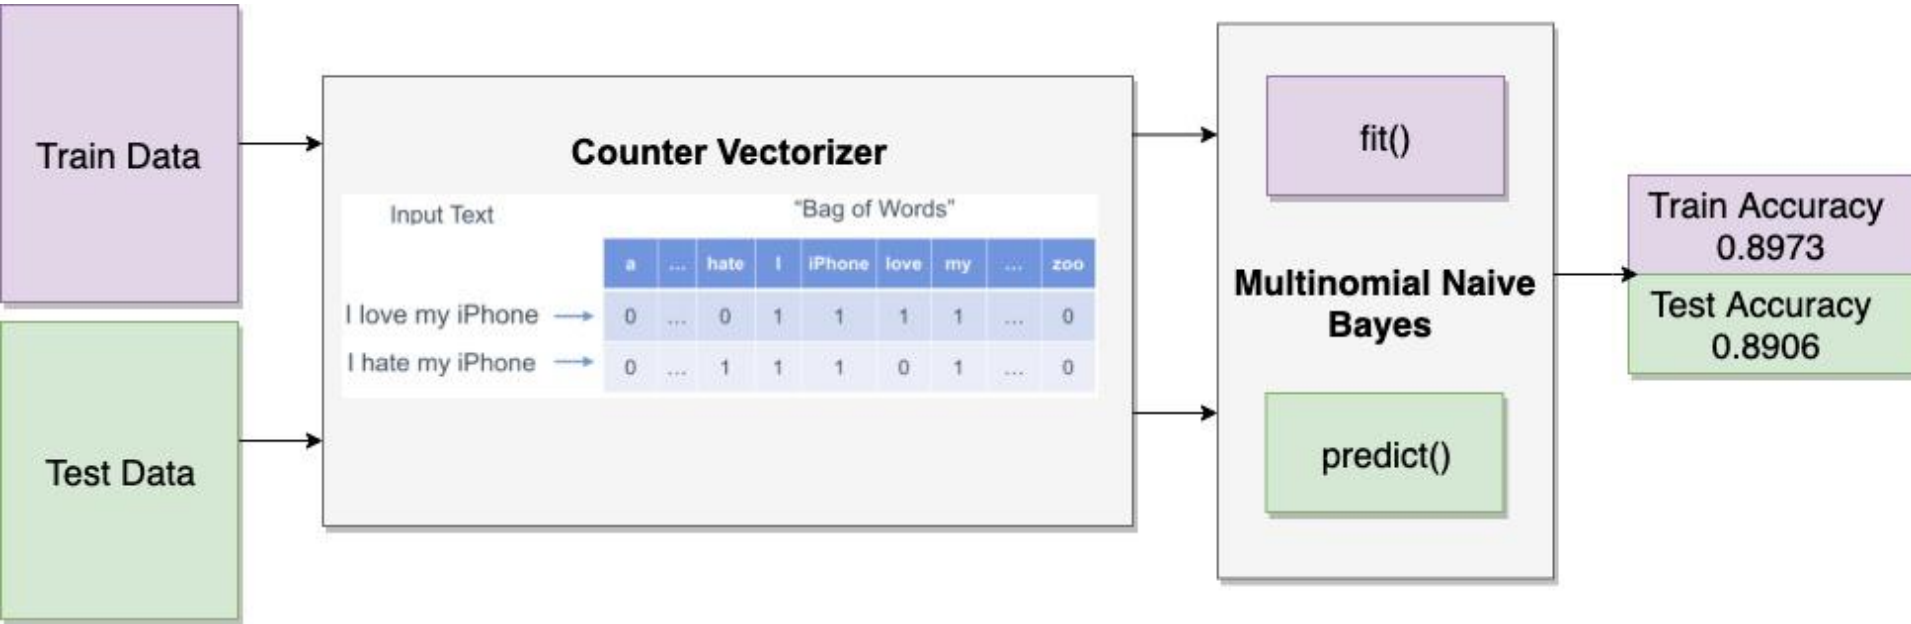 Train Data
Test Data
Counter Vectorizer
Input Text
"Bag of Words"
a ... hate I iPhone love my ... zoo
I love my iPhone 0 ... 0 1 1 1 1 ... 0
I hate my iPhone 0 ... 1 1 1 0 1 ... 0
fit()
Multinomial Naive
Bayes
predict()
Train Accuracy
0.8973
Test Accuracy
0.8906